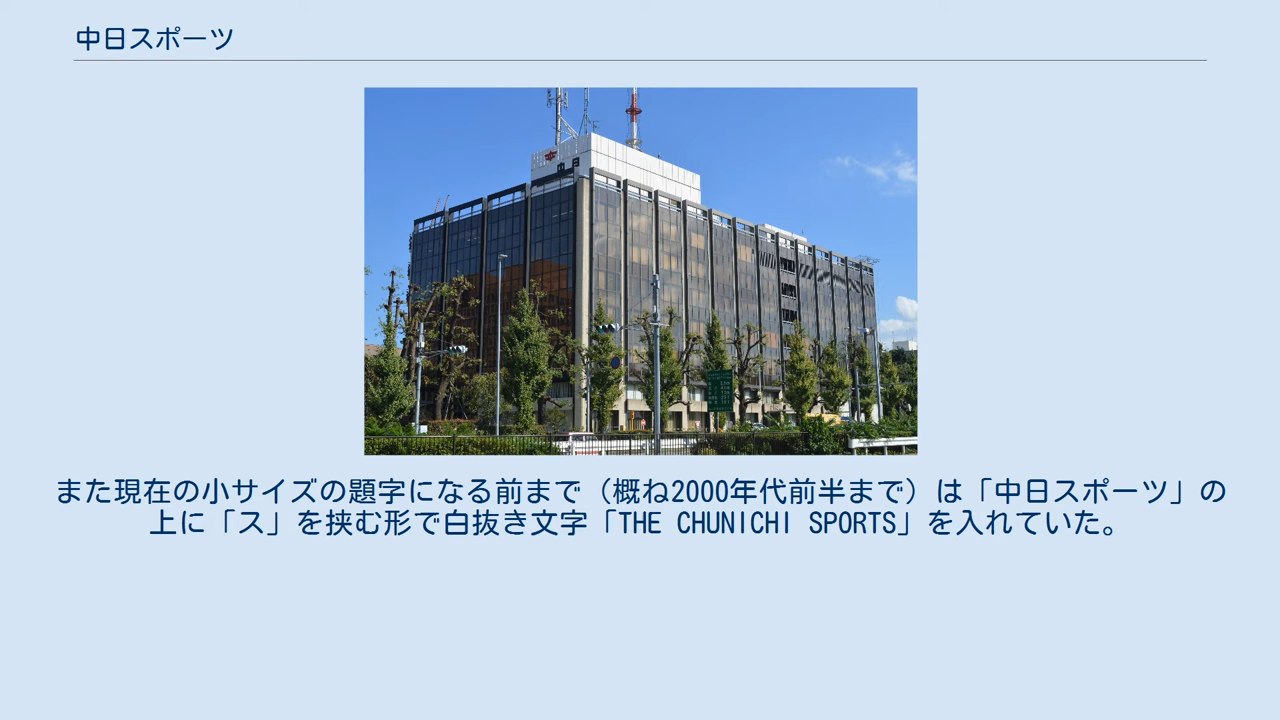 中日スポーツ
中日
また現在の小サイズの題字になる前まで（概ね2000年代前半まで）は「中日スポーツ」の
上に「ス」を挟む形で白抜き文字「THE CHUNICHI SPORTS」を入れていた。